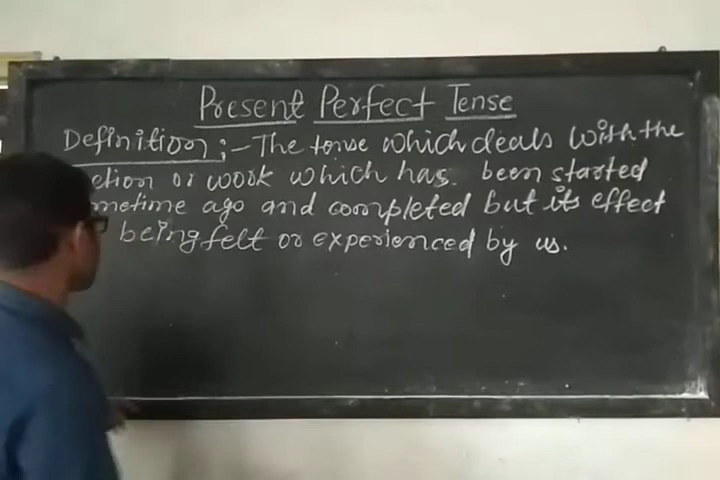 Present Perfect Tense
Definition :- The tense which deals with the
ction or work which has been started
metime ago and completed but its effect
being felt or experienced by us.